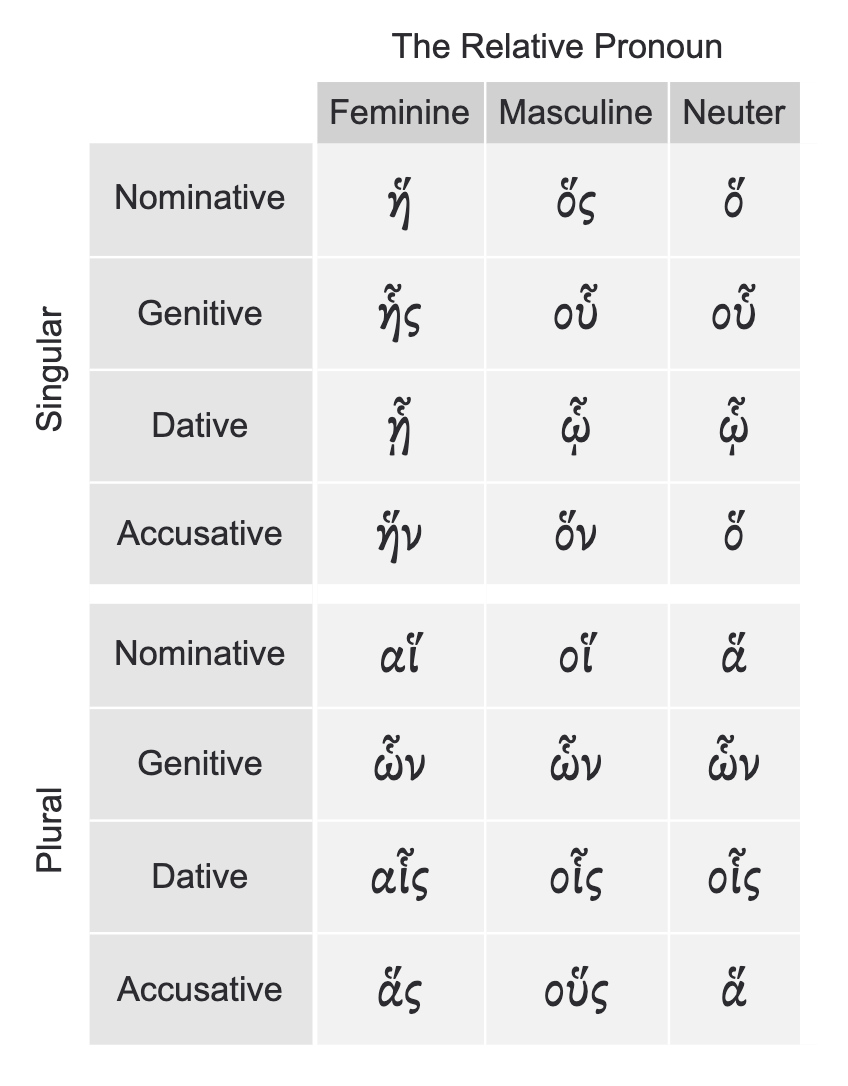 The Relative Pronoun
Feminine Masculine Neuter
Singular
Nominative ἥ ὅς ὅ
Genitive ἧς οὗ οὗ
Dative ᾗ ᾧ ᾧ
Accusative ἥν ὅν ὅ
Plural
Nominative αἵ οἵ ἅ
Genitive ὧν ὧν ὧν
Dative αἷς οἷς οἷς
Accusative ἅς οὕς ἅ